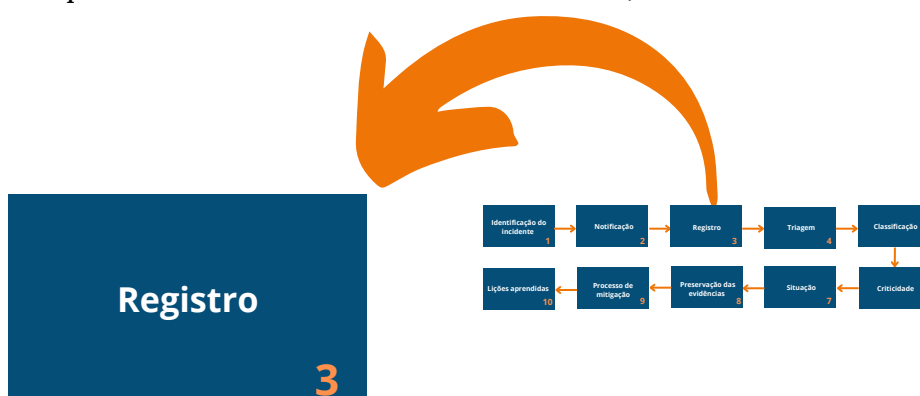 Registro
3
Identificação do
incidente
1
Notificação
2
Registro
3
Triagem
4
Classificação
Criticidade
Situação
7
Preservação das
evidências
8
Processo de
mitigação
9
Lições aprendidas
10